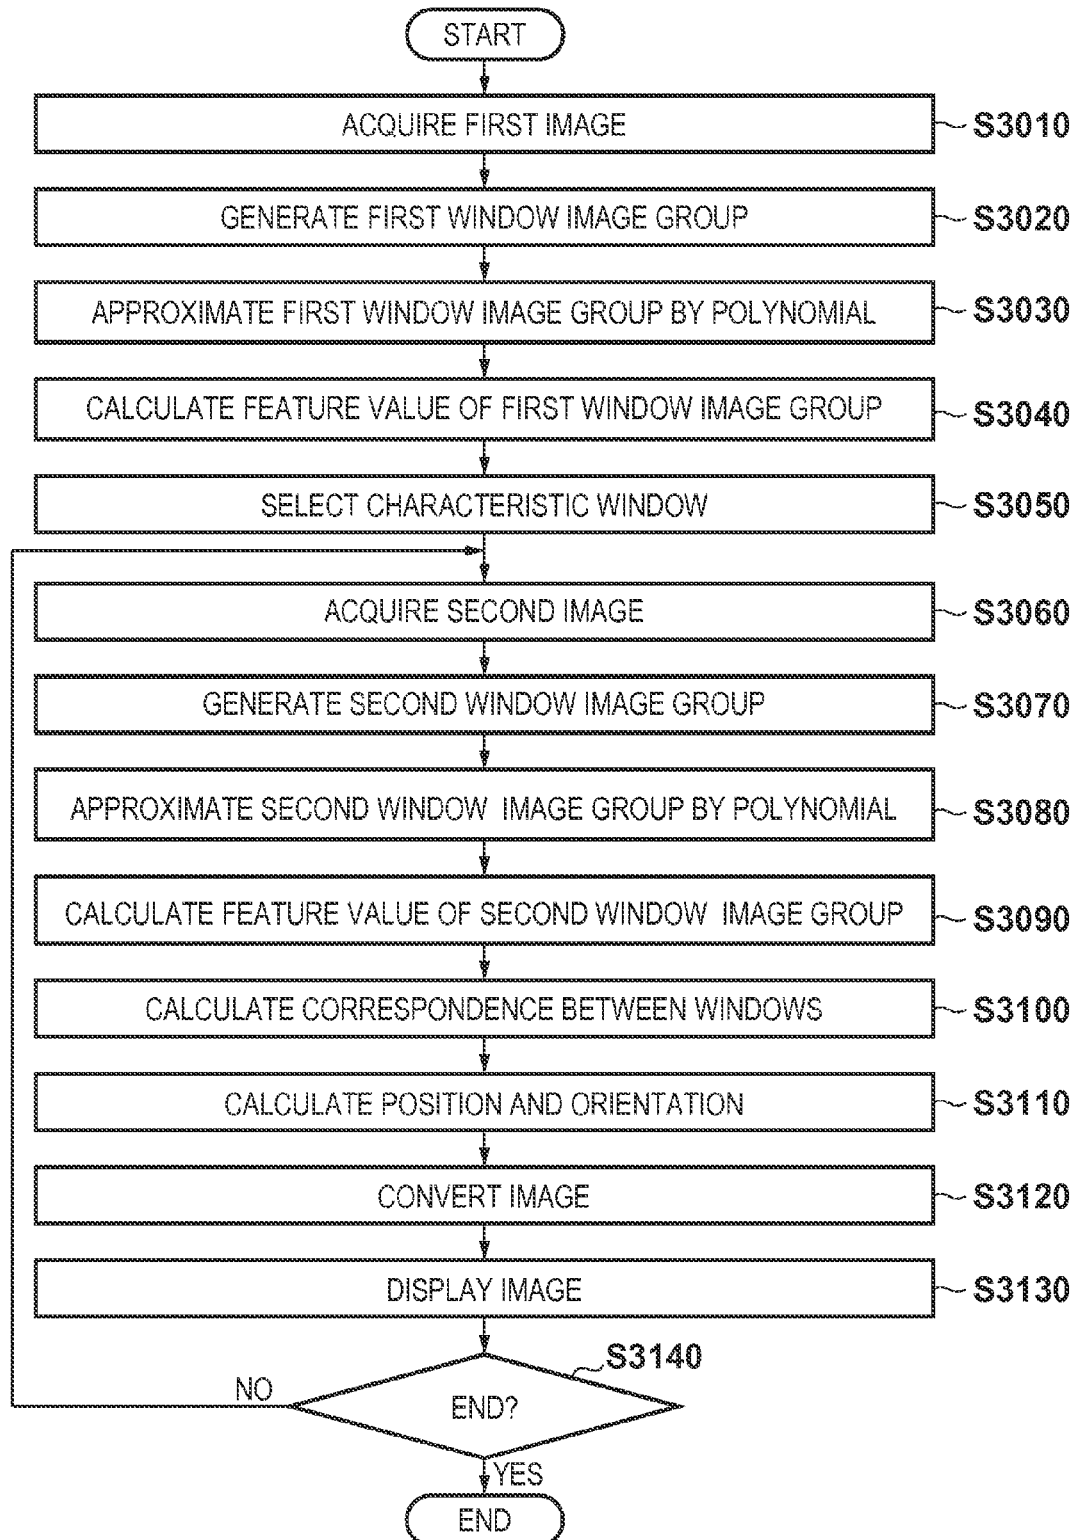 START
ACQUIRE FIRST IMAGE
S3010
GENERATE FIRST WINDOW IMAGE GROUP
S3020
APPROXIMATE FIRST WINDOW IMAGE GROUP BY POLYNOMIAL
S3030
CALCULATE FEATURE VALUE OF FIRST WINDOW IMAGE GROUP
S3040
SELECT CHARACTERISTIC WINDOW
S3050
ACQUIRE SECOND IMAGE
S3060
GENERATE SECOND WINDOW IMAGE GROUP
S3070
APPROXIMATE SECOND WINDOW IMAGE GROUP BY POLYNOMIAL
S3080
CALCULATE FEATURE VALUE OF SECOND WINDOW IMAGE GROUP
S3090
CALCULATE CORRESPONDENCE BETWEEN WINDOWS
S3100
CALCULATE POSITION AND ORIENTATION
S3110
CONVERT IMAGE
S3120
DISPLAY IMAGE
S3130
S3140
NO
END?
YES
END